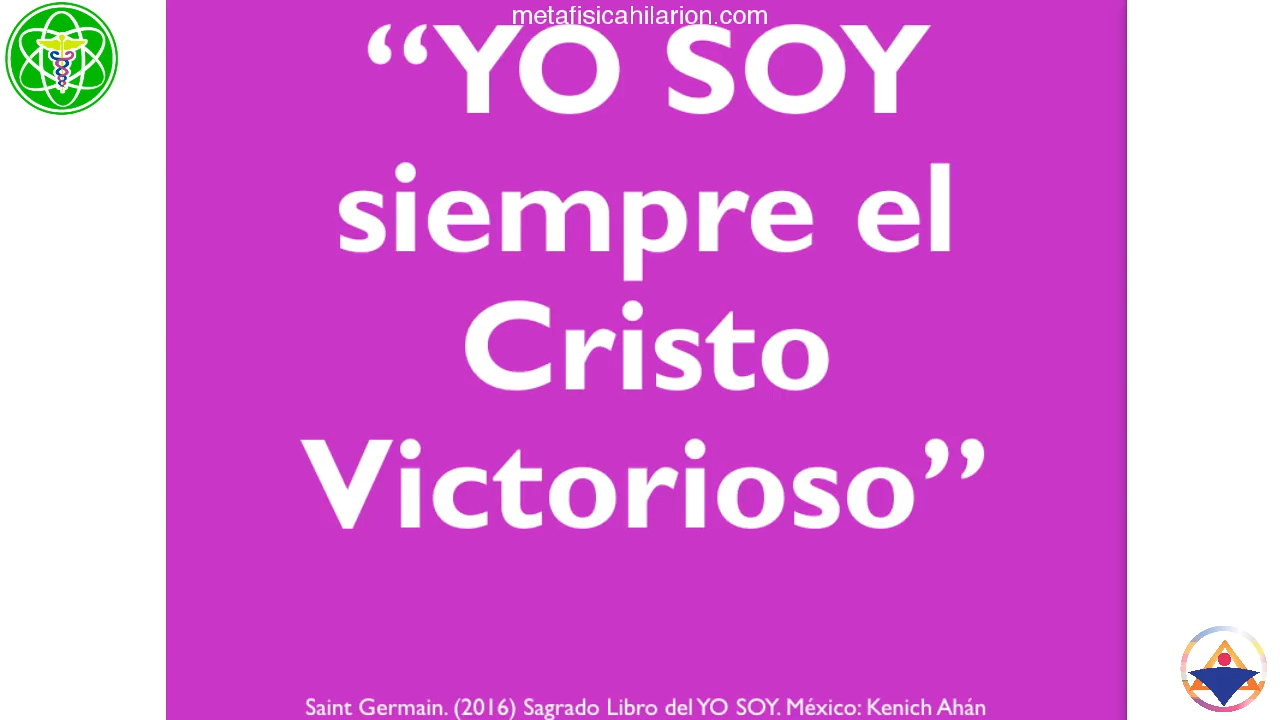 metafisicahilarion.com
“YO SOY
siempre el
Cristo
Victorioso”
Saint Germain. (2016) Sagrado Libro del YO SOY. México: Kenich Ahán